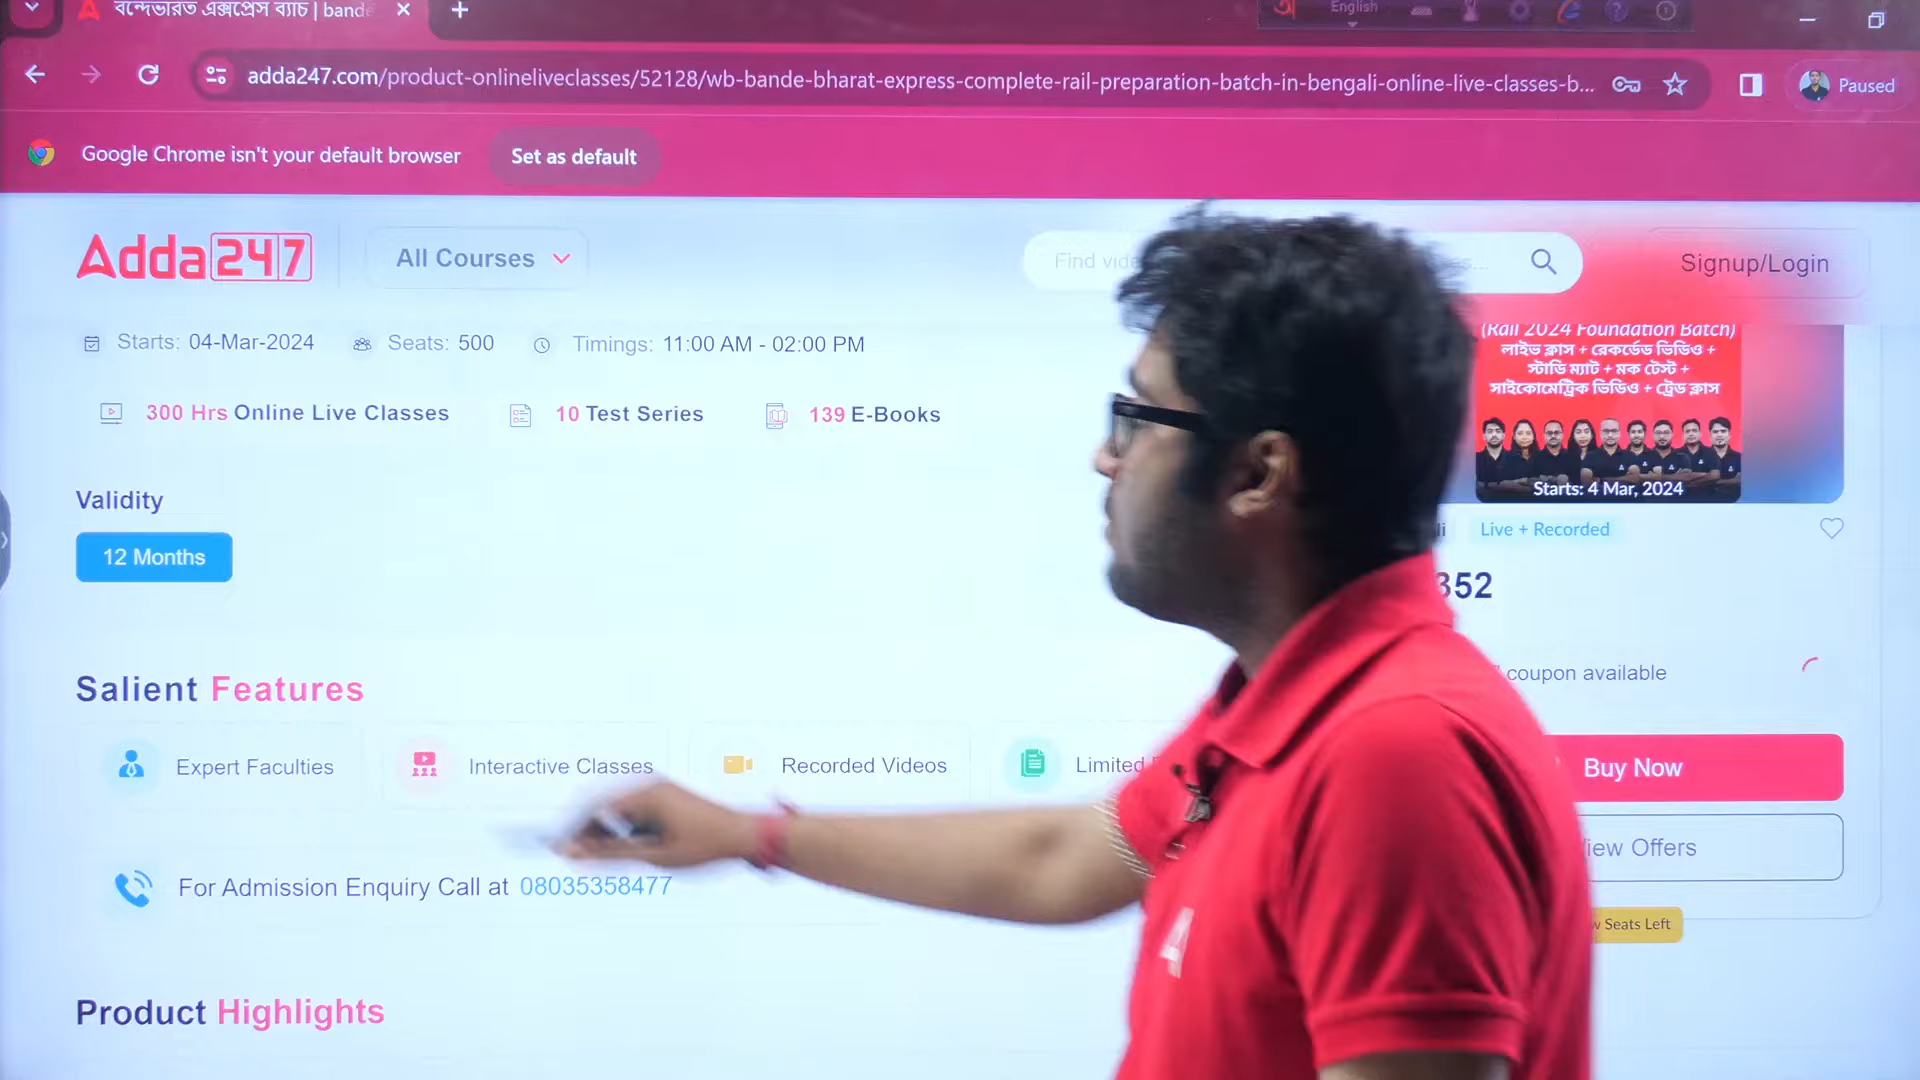 বন্দেভারত এক্সপ্রেস ব্যাচ | bande
English
adda247.com/product-onlineliveclasses/52128/wb-bande-bharat-express-complete-rail-preparation-batch-in-bengali-online-live-classes-b...
Paused
Google Chrome isn't your default browser
Set as default
Adda247
All Courses
Find vide
Signup/Login
Starts: 04-Mar-2024
Seats: 500
Timings: 11:00 AM - 02:00 PM
(Rail 2024 Foundation Batch)
লাইভ ক্লাস + রেকর্ডেড ভিডিও +
স্টাডি ম্যাট + মক টেস্ট +
সাইকোমেট্রিক ভিডিও + ট্রেড ক্লাস
Starts: 4 Mar, 2024
300 Hrs Online Live Classes
10 Test Series
139 E-Books
Validity
12 Months
Live + Recorded
352
coupon available
Salient Features
Expert Faculties
Interactive Classes
Recorded Videos
Limited
Buy Now
View Offers
For Admission Enquiry Call at 08035358477
Seats Left
Product Highlights